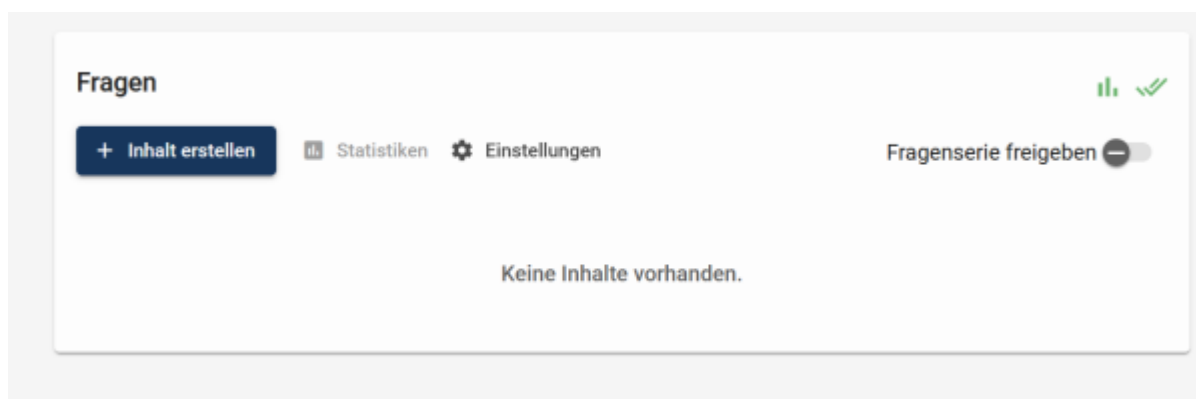 Fragen
+ Inhalt erstellen
Statistiken
Einstellungen
Fragenserie freigeben
Keine Inhalte vorhanden.